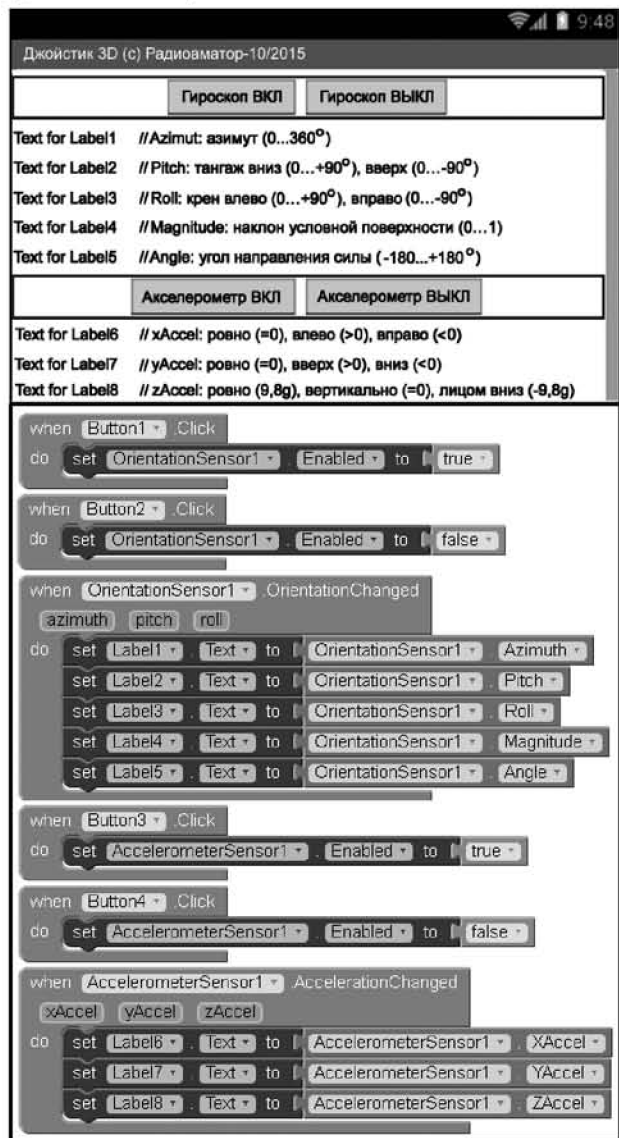 9:48
Джойстик 3D (c) Радиоаматор-10/2015
Гироскоп ВКЛ Гироскоп ВЫКЛ
Text for Label1 //Azimut: азимут (0...360°)
Text for Label2 //Pitch: тангаж вниз (0...+90°), вверх (0...-90°)
Text for Label3 //Roll: крен влево (0...+90°), вправо (0...-90°)
Text for Label4 //Magnitude: наклон условной поверхности (0...1)
Text for Label5 //Angle: угол направления силы (-180...+180°)
Акселерометр ВКЛ Акселерометр ВЫКЛ
Text for Label6 // xAccel: ровно (=0), влево (>0), вправо (<0)
Text for Label7 // yAccel: ровно (=0), вверх (>0), вниз (<0)
Text for Label8 // zAccel: ровно (9,8g), вертикально (=0), лицом вниз (-9,8g)
when Button1 .Click
do set OrientationSensor1 . Enabled to true
when Button2 .Click
do set OrientationSensor1 . Enabled to false
when OrientationSensor1 .OrientationChanged
azimuth pitch roll
do set Label1 . Text to OrientationSensor1 . Azimuth
set Label2 . Text to OrientationSensor1 . Pitch
set Label3 . Text to OrientationSensor1 . Roll
set Label4 . Text to OrientationSensor1 . Magnitude
set Label5 . Text to OrientationSensor1 . Angle
when Button3 .Click
do set AccelerometerSensor1 . Enabled to true
when Button4 .Click
do set AccelerometerSensor1 . Enabled to false
when AccelerometerSensor1 .AccelerationChanged
xAccel yAccel zAccel
do set Label6 . Text to AccelerometerSensor1 . XAccel
set Label7 . Text to AccelerometerSensor1 . YAccel
set Label8 . Text to AccelerometerSensor1 . ZAccel